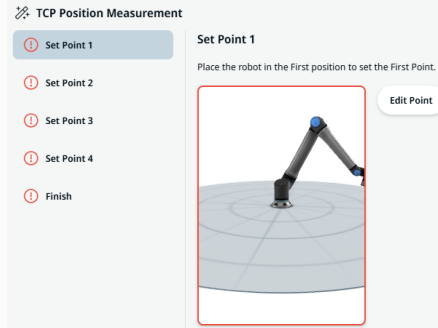 TCP Position Measurement
Set Point 1
Set Point 2
Set Point 3
Set Point 4
Finish
Set Point 1
Place the robot in the First position to set the First Point.
Edit Point